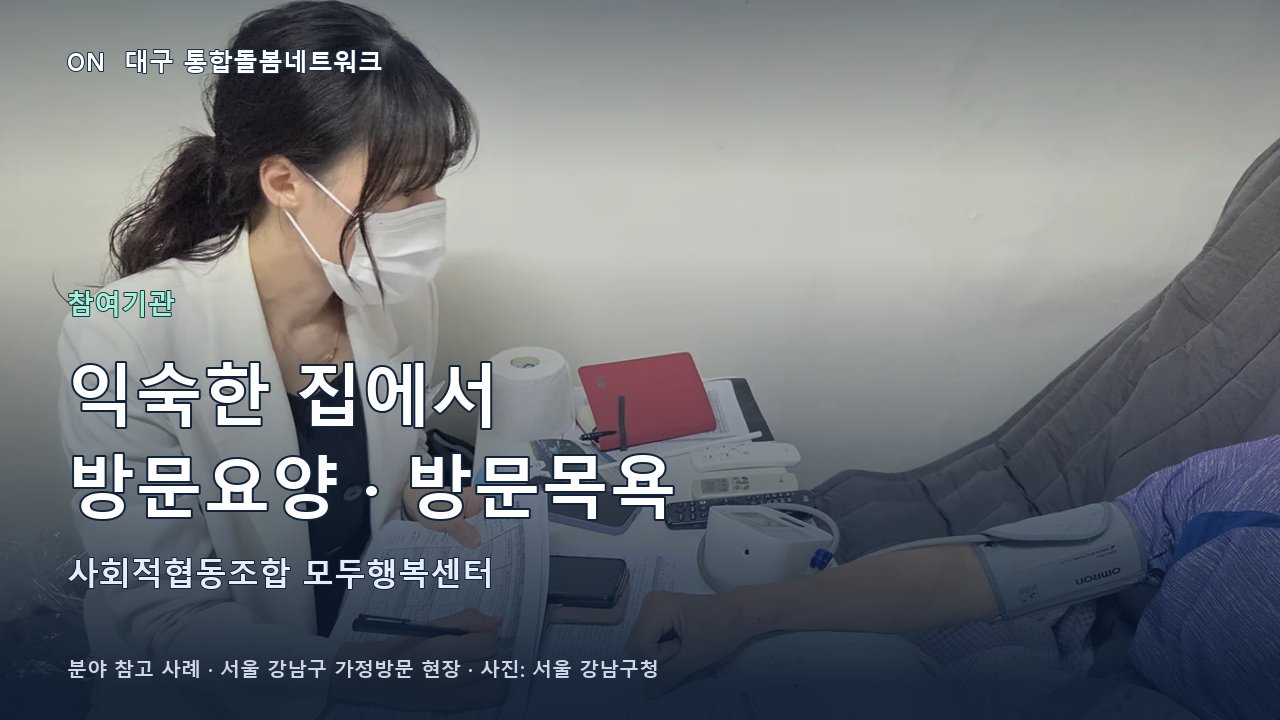 ON 대구 통합돌봄네트워크
참여기관
익숙한 집에서
방문요양 · 방문목욕
사회적협동조합 모두행복센터
분야 참고 사례 · 서울 강남구 가정방문 현장 · 사진: 서울 강남구청
OMRON